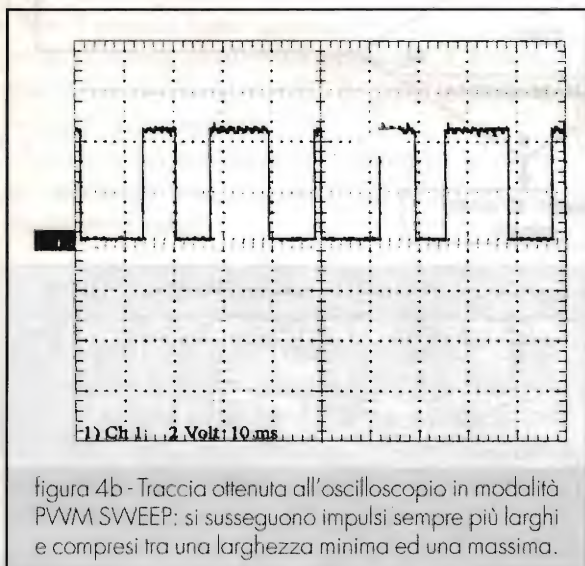 1) Ch 1: 2 Volt 10 ms
figura 4b - Traccia ottenuta all'oscilloscopio in modalità
PWM SWEEP: si susseguono impulsi sempre più larghi
e compresi tra una larghezza minima ed una massima.